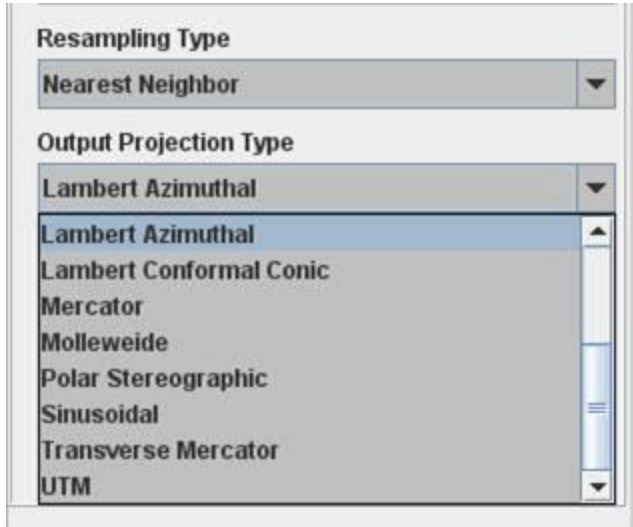 Resampling Type
Nearest Neighbor
Output Projection Type
Lambert Azimuthal
Lambert Azimuthal
Lambert Conformal Conic
Mercator
Molleweide
Polar Stereographic
Sinusoidal
Transverse Mercator
UTM